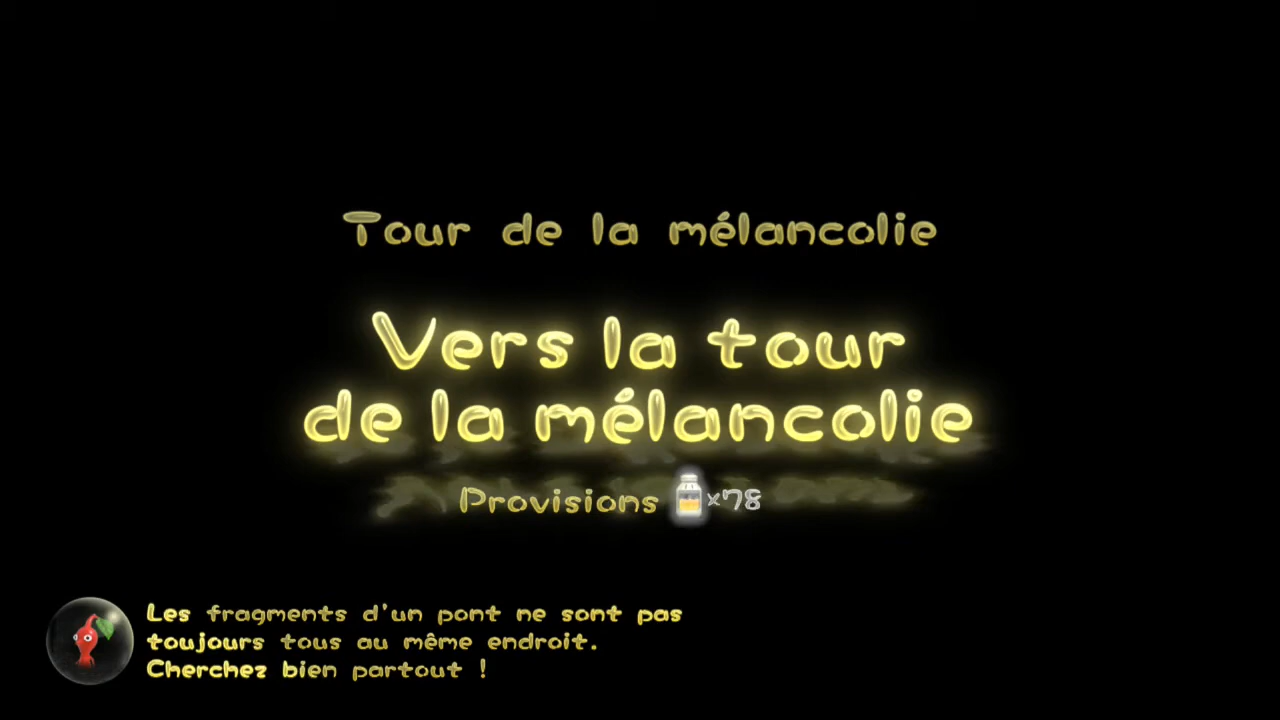 Tour de la mélancolie
Vers la tour
de la mélancolie
Provisions ×78
Les fragments d'un pont ne sont pas
toujours tous au même endroit.
Cherchez bien partout !